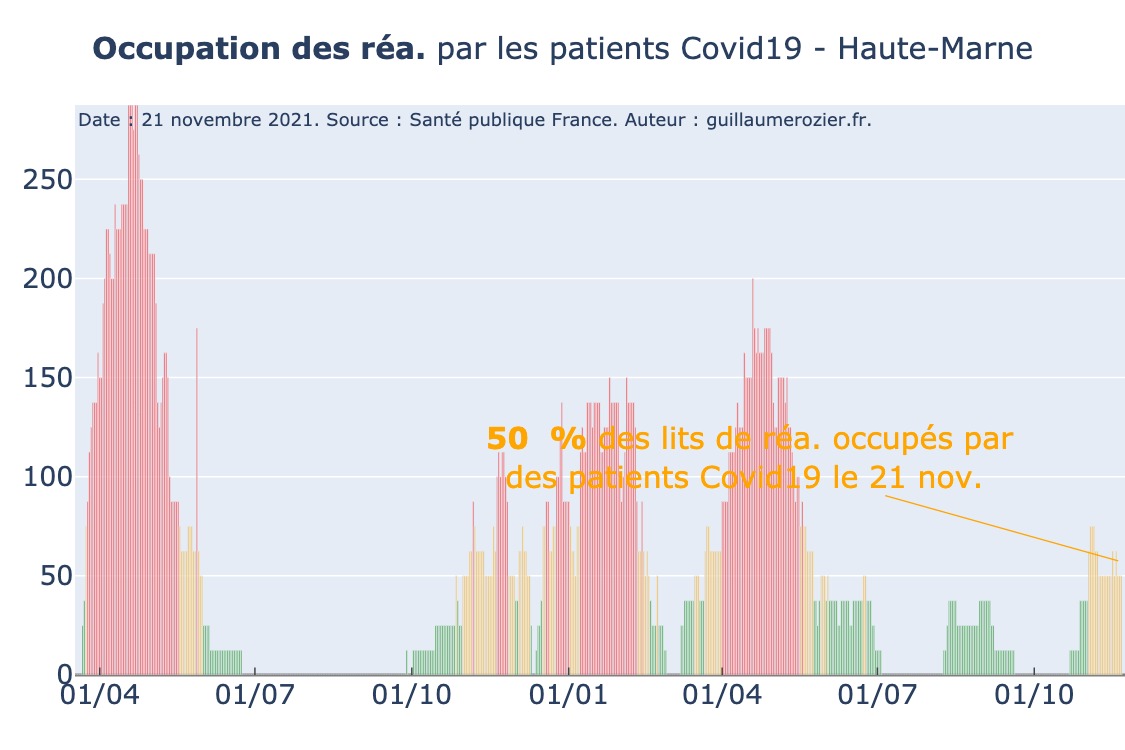 Occupation des réa. par les patients Covid19 - Haute-Marne
Date : 21 novembre 2021. Source : Santé publique France. Auteur : guillaumerozier.fr.
250
200
150
100
50
0
50 % des lits de réa. occupés par
des patients Covid19 le 21 nov.
01/04 01/07 01/10 01/01 01/04 01/07 01/10